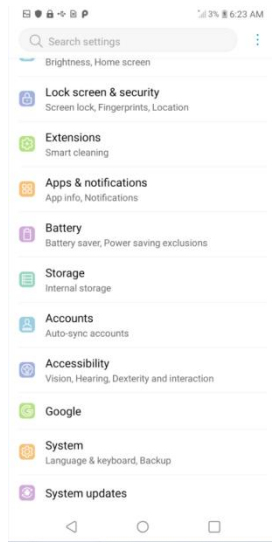 3% 6:23 AM
Search settings
Brightness, Home screen
Lock screen & security
Screen lock, Fingerprints, Location
Extensions
Smart cleaning
Apps & notifications
App info, Notifications
Battery
Battery saver, Power saving exclusions
Storage
Internal storage
Accounts
Auto-sync accounts
Accessibility
Vision, Hearing, Dexterity and interaction
Google
System
Language & keyboard, Backup
System updates